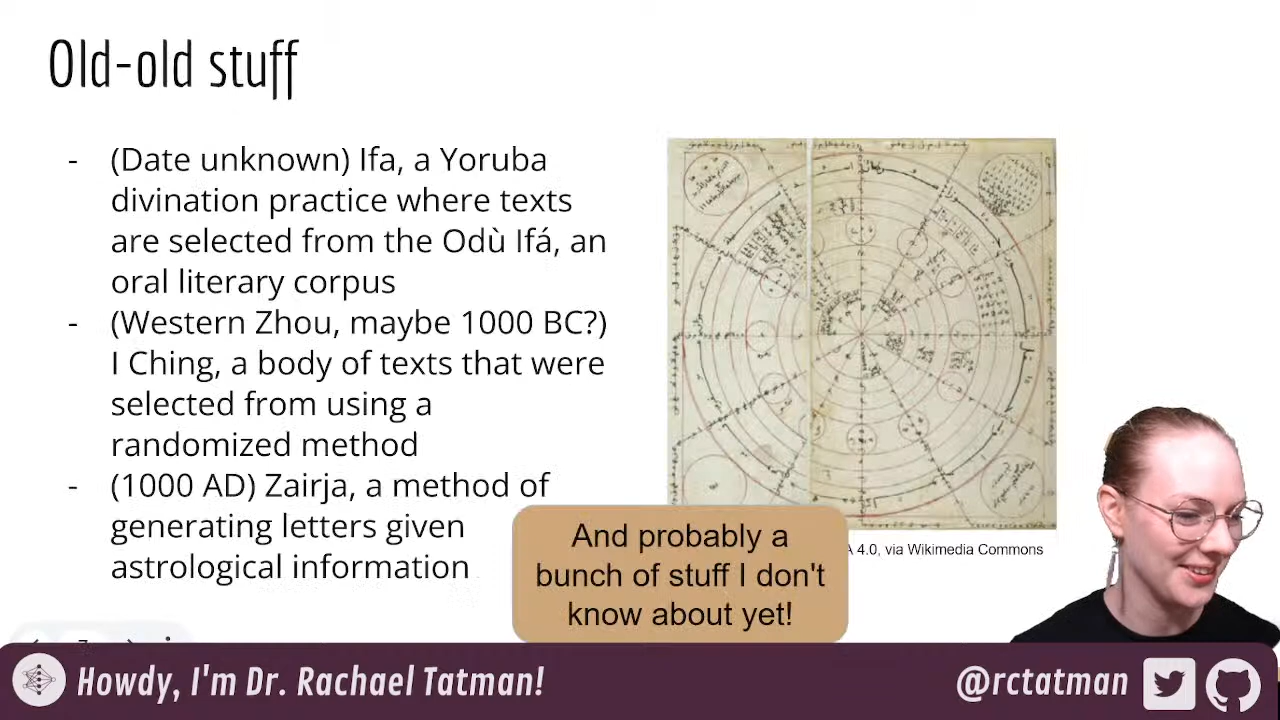 Old-old stuff
- (Date unknown) Ifa, a Yoruba
divination practice where texts
are selected from the Odù Ifá, an
oral literary corpus
- (Western Zhou, maybe 1000 BC?)
I Ching, a body of texts that were
selected from using a
randomized method
- (1000 AD) Zairja, a method of
generating letters given
astrological information
And probably a
bunch of stuff I don't
know about yet!
4.0, via Wikimedia Commons
Howdy, I'm Dr. Rachael Tatman!
@rctatman